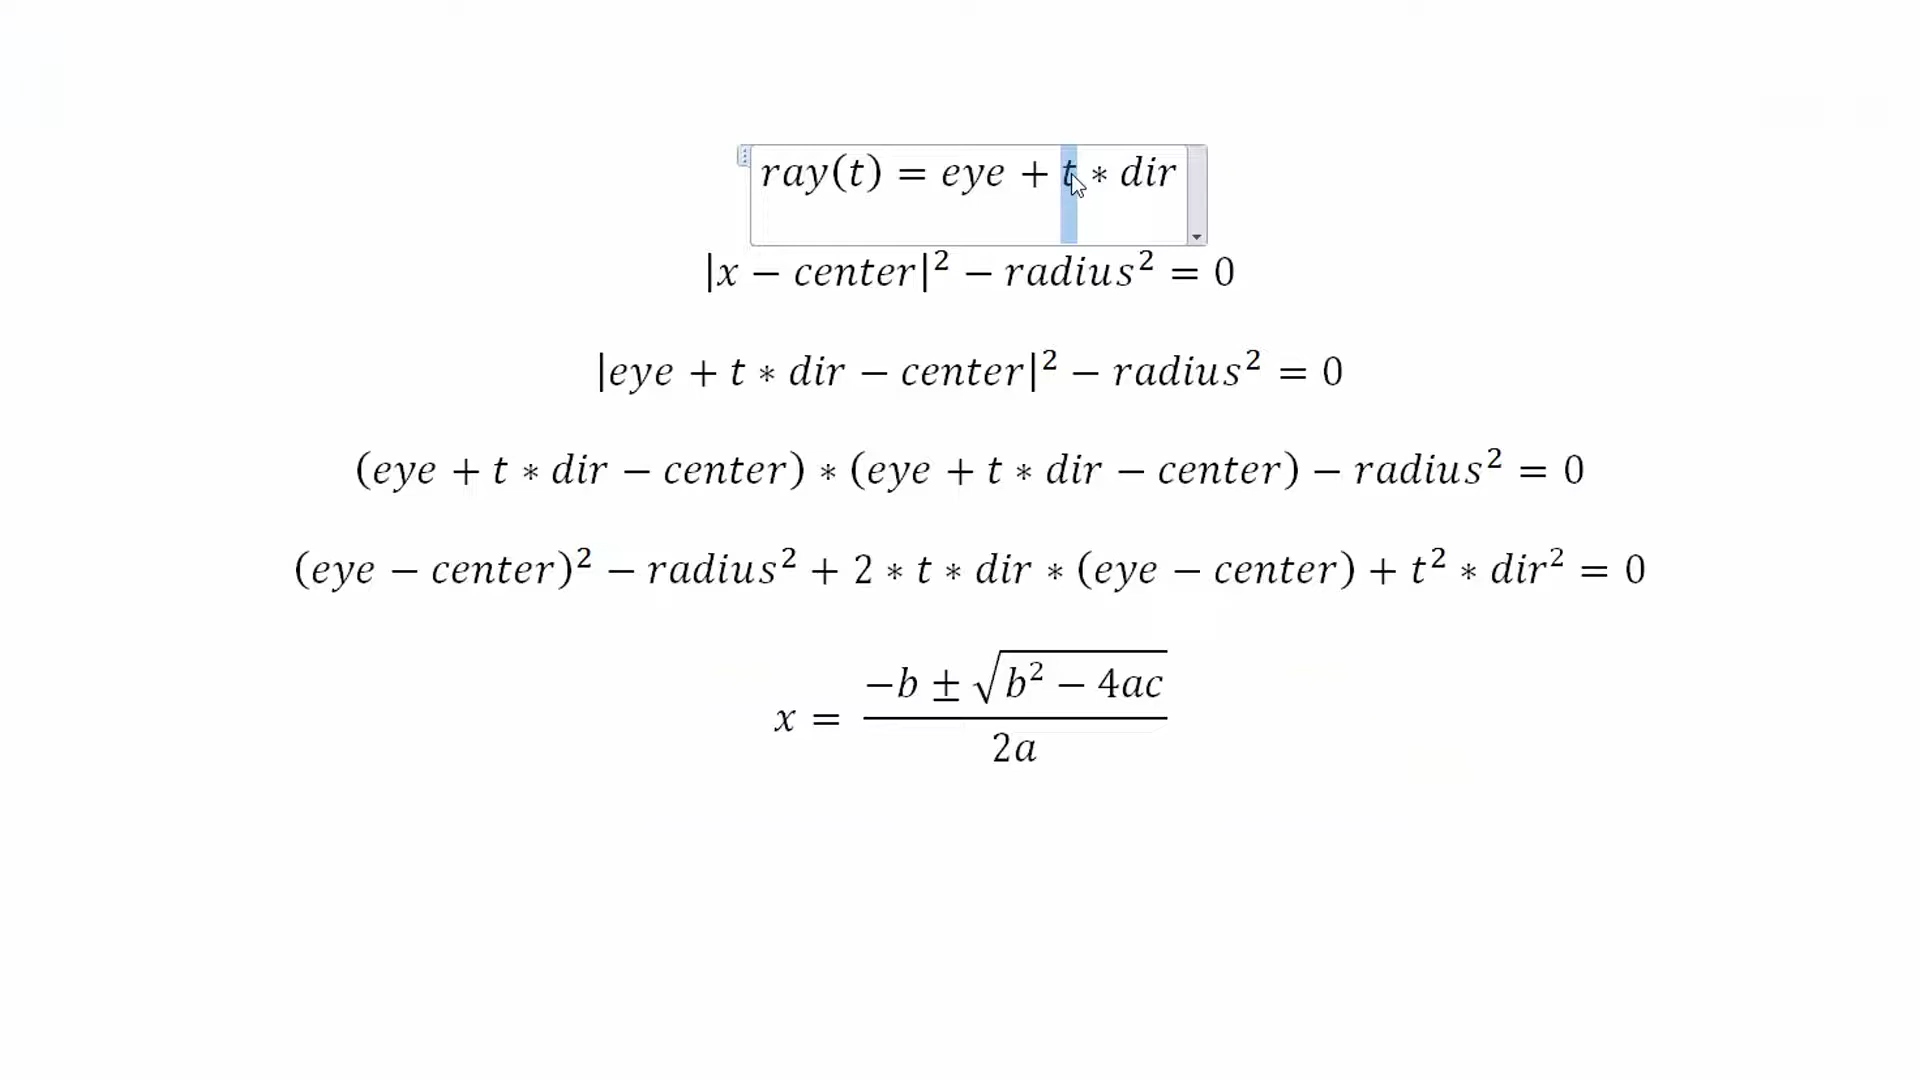 ray(t) = eye + t ∗ dir
|x − center|² − radius² = 0
|eye + t ∗ dir − center|² − radius² = 0
(eye + t ∗ dir − center) ∗ (eye + t ∗ dir − center) − radius² = 0
(eye − center)² − radius² + 2 ∗ t ∗ dir ∗ (eye − center) + t² ∗ dir² = 0
x = (−b ± √(b² − 4ac)) / 2a